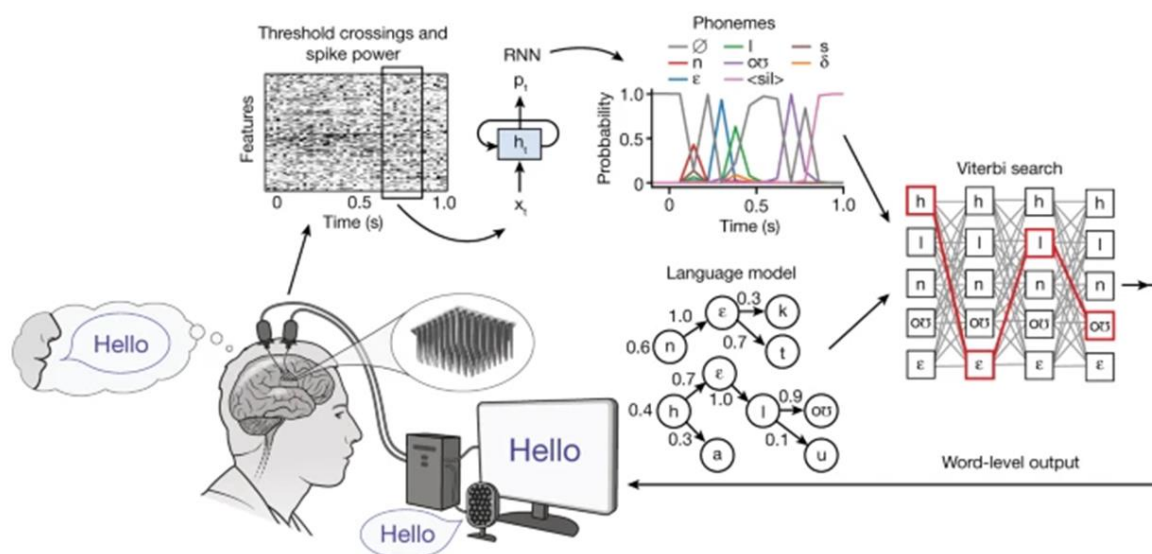 Threshold crossings and
spike power
Features
0 0.5 1.0
Time (s)
RNN
pₜ
hₜ
xₜ
Phonemes
∅ l s
n oʊ δ
ɛ <sil>
Probbability
1.0
0.5
0
0 0.5 1.0
Time (s)
Language model
0.6 n 1.0 ɛ 0.3 k
0.7 t
0.4 h 0.7 ɛ 1.0 l 0.9 oʊ
0.3 a 0.1 u
Viterbi search
h h h h
l l l l
n n n n
oʊ oʊ oʊ oʊ
ɛ ɛ ɛ ɛ
Word-level output
Hello
Hello
Hello